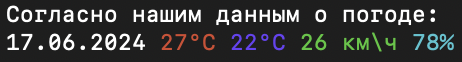 Согласно нашим данным о погоде:
17.06.2024 27°C 22°C 26 км\ч 78%